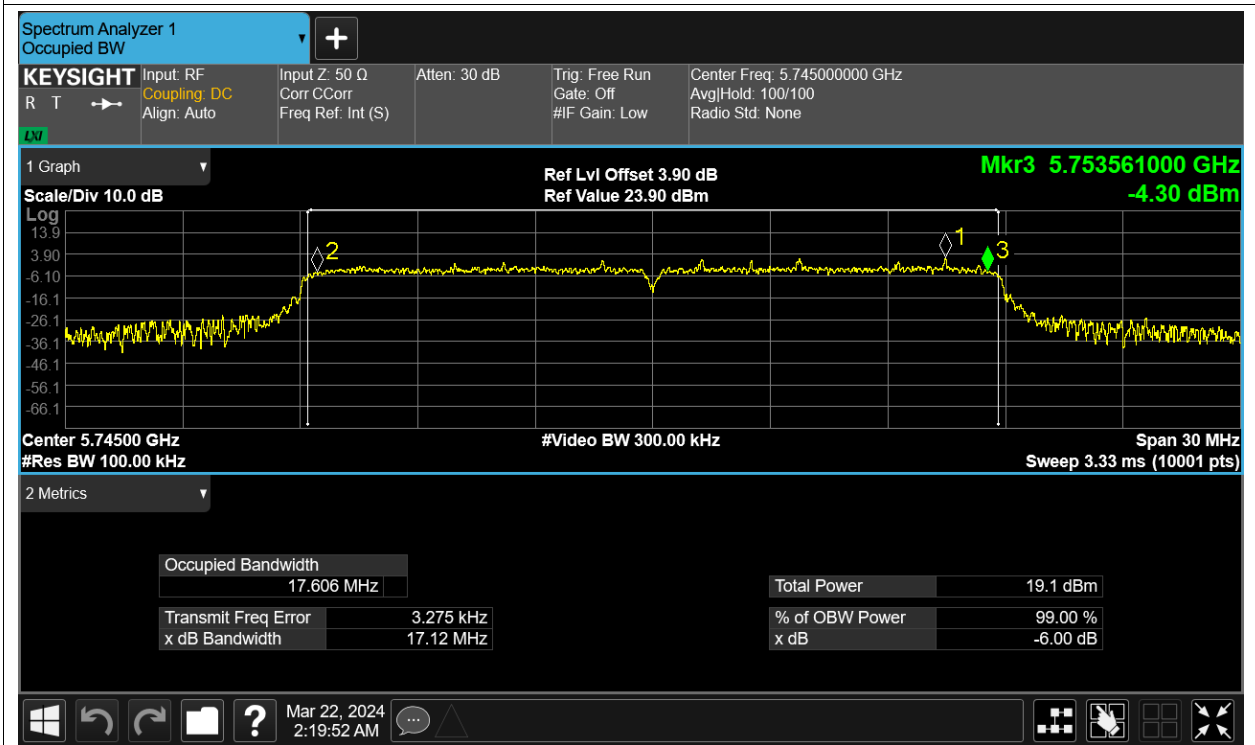 Spectrum Analyzer 1
Occupied BW
KEYSIGHT
R T
LXI
Input: RF
Coupling: DC
Align: Auto
Input Z: 50 Ω
Corr CCorr
Freq Ref: Int (S)
Atten: 30 dB
Trig: Free Run
Gate: Off
#IF Gain: Low
Center Freq: 5.745000000 GHz
Avg|Hold: 100/100
Radio Std: None
1 Graph
Scale/Div 10.0 dB
Ref Lvl Offset 3.90 dB
Ref Value 23.90 dBm
Mkr3 5.753561000 GHz
-4.30 dBm
Log
13.9
3.90
-6.10
-16.1
-26.1
-36.1
-46.1
-56.1
-66.1
2
1
3
Center 5.74500 GHz
#Res BW 100.00 kHz
#Video BW 300.00 kHz
Span 30 MHz
Sweep 3.33 ms (10001 pts)
2 Metrics
Occupied Bandwidth
17.606 MHz
Transmit Freq Error 3.275 kHz
x dB Bandwidth 17.12 MHz
Total Power 19.1 dBm
% of OBW Power 99.00 %
x dB -6.00 dB
?
Mar 22, 2024
2:19:52 AM